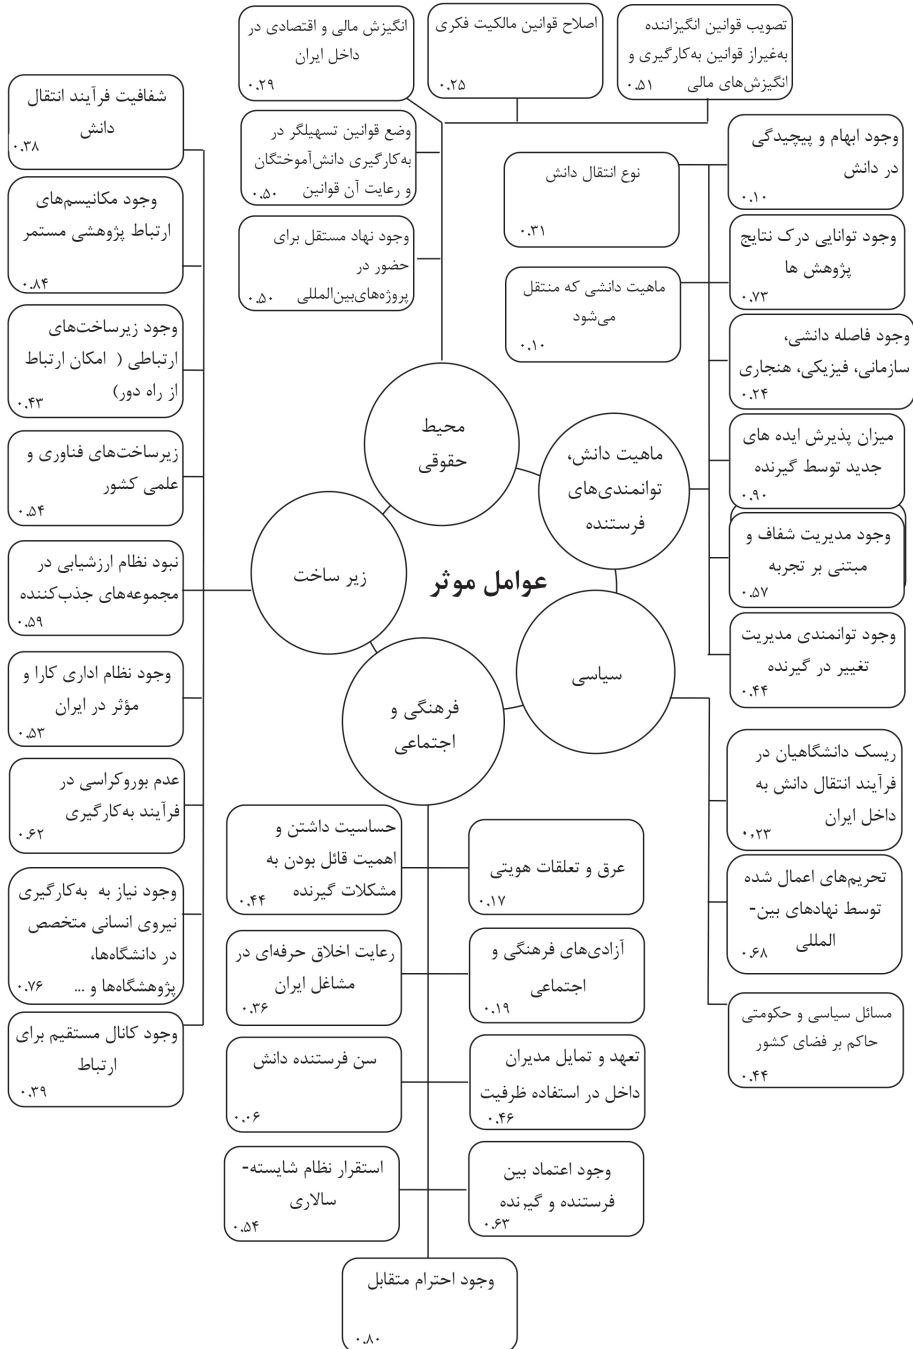 تصویب قوانین انگیزاننده
به‌غیراز قوانین به‌کارگیری و
انگیزش‌های مالی
۰.۵۱
اصلاح قوانین مالکیت فکری
۰.۲۵
انگیزش مالی و اقتصادی در
داخل ایران
۰.۲۹
وضع قوانین تسهیلگر در
به‌کارگیری دانش‌آموختگان
و رعایت آن قوانین
۰.۵۰
وجود نهاد مستقل برای
حضور در
پروژه‌های‌بین‌المللی
۰.۵۰
وجود ابهام و پیچیدگی
در دانش
۰.۱۰
نوع انتقال دانش
۰.۳۱
وجود توانایی درک نتایج
پژوهش ها
۰.۷۳
ماهیت دانشی که منتقل
می‌شود
۰.۱۰
وجود فاصله دانشی،
سازمانی، فیزیکی، هنجاری
۰.۲۴
میزان پذیرش ایده های
جدید توسط گیرنده
۰.۹۰
وجود مدیریت شفاف و
مبتنی بر تجربه
۰.۵۷
وجود توانمندی مدیریت
تغییر در گیرنده
۰.۴۴
شفافیت فرآیند انتقال
دانش
۰.۳۸
وجود مکانیسم‌های
ارتباط پژوهشی مستمر
۰.۸۴
وجود زیرساخت‌های
ارتباطی ( امکان ارتباط
از راه دور)
۰.۴۳
زیرساخت‌های فناوری و
علمی کشور
۰.۵۴
نبود نظام ارزشیابی در
مجموعه‌های جذب‌کننده
۰.۵۹
وجود نظام اداری کارا و
مؤثر در ایران
۰.۵۳
عدم بوروکراسی در
فرآیند به‌کارگیری
۰.۶۲
وجود نیاز به به‌کارگیری
نیروی انسانی متخصص
در دانشگاه‌ها،
پژوهشگاه‌ها و ...
۰.۷۶
وجود کانال مستقیم برای
ارتباط
۰.۳۹
محیط
حقوقی
ماهیت دانش،
توانمندی‌های
فرستنده
زیر ساخت
عوامل موثر
سیاسی
فرهنگی و
اجتماعی
ریسک دانشگاهیان در
فرآیند انتقال دانش به
داخل ایران
۰,۲۳
تحریم‌های اعمال شده
توسط نهادهای بین-
المللی
۰.۶۸
مسائل سیاسی و حکومتی
حاکم بر فضای کشور
۰.۴۴
عرق و تعلقات هویتی
۰.۱۷
حساسیت داشتن و
اهمیت قائل بودن به
مشکلات گیرنده
۰.۴۴
آزادی‌های فرهنگی و
اجتماعی
۰.۱۹
رعایت اخلاق حرفه‌ای در
مشاغل ایران
۰.۳۶
تعهد و تمایل مدیران
داخل در استفاده ظرفیت
۰.۴۶
سن فرستنده دانش
۰.۰۶
وجود اعتماد بین
فرستنده و گیرنده
۰.۶۳
استقرار نظام شایسته-
سالاری
۰.۵۴
وجود احترام متقابل
۰.۸۰